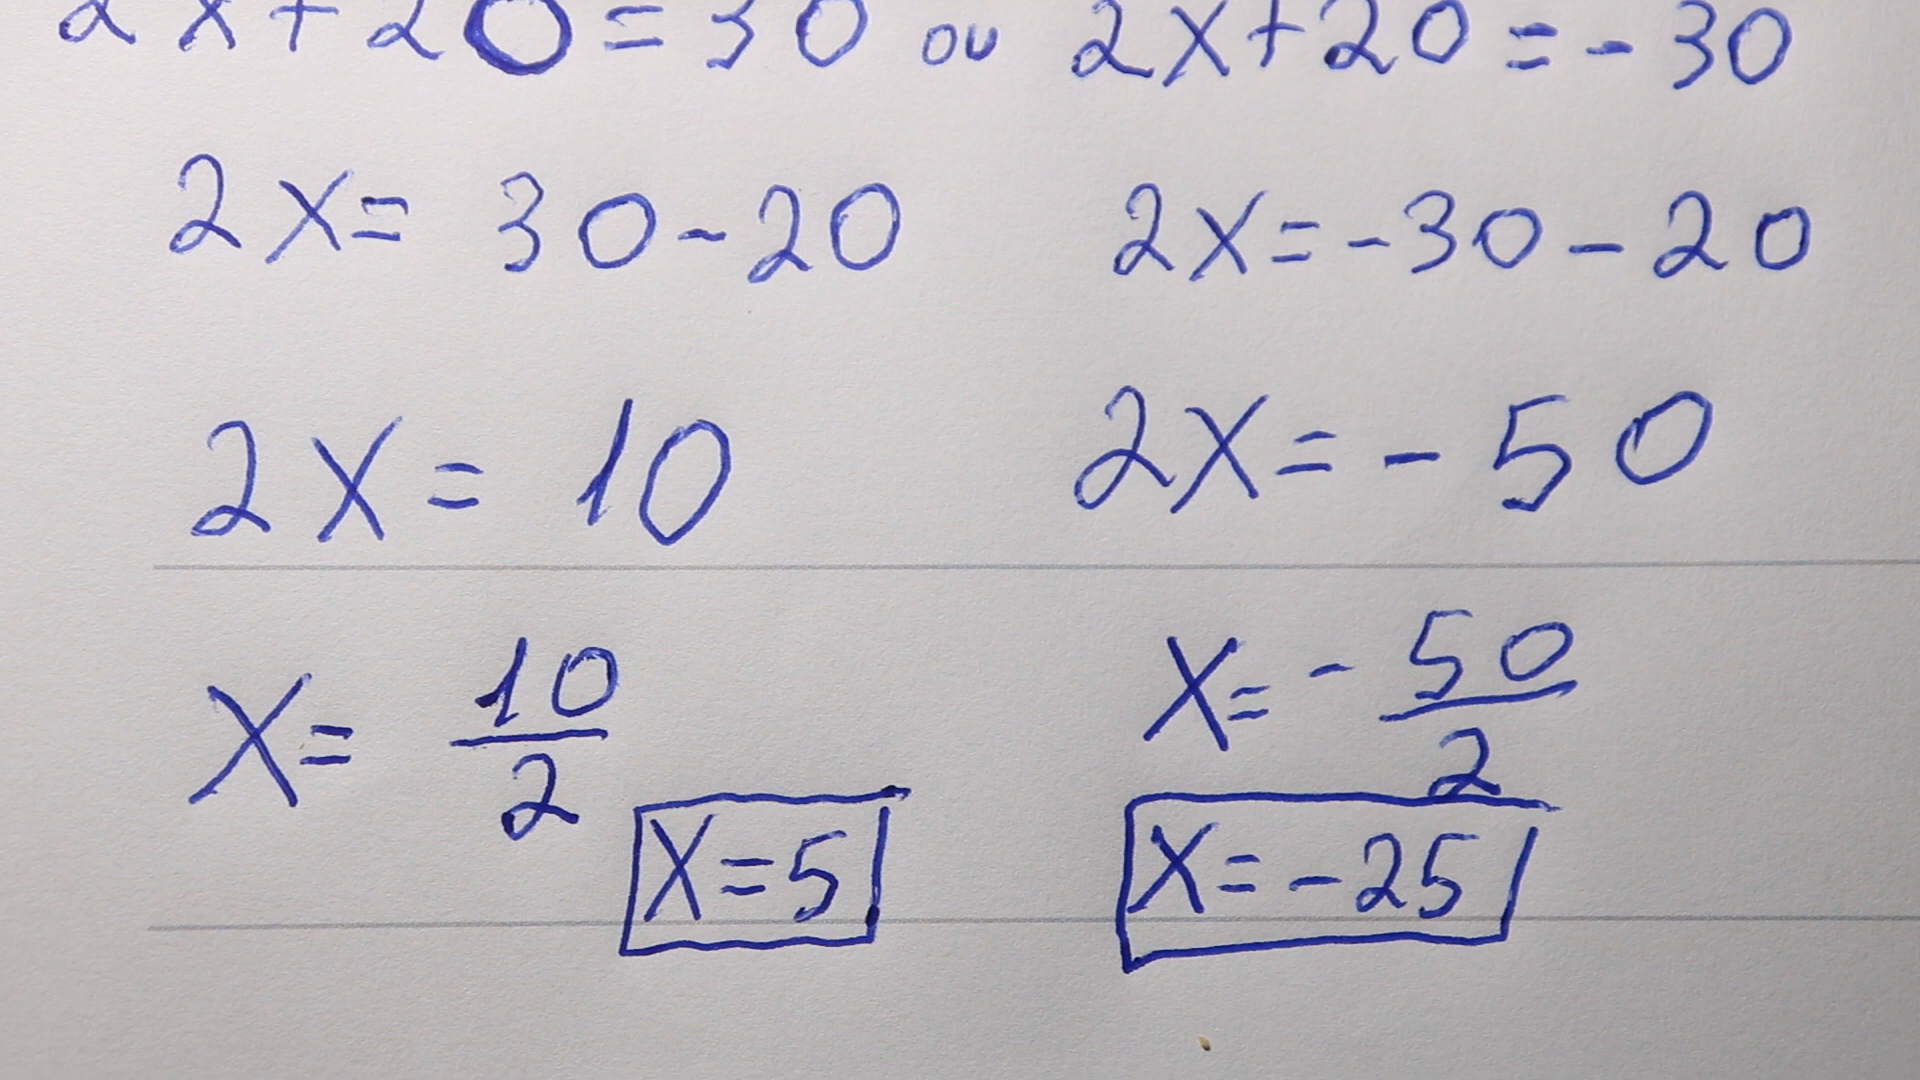 2x+20=30 ou 2x+20=-30
2x= 30-20 2x=-30-20
2x= 10 2x=-50
x= 10/2 x=-50/2
x=5 x=-25